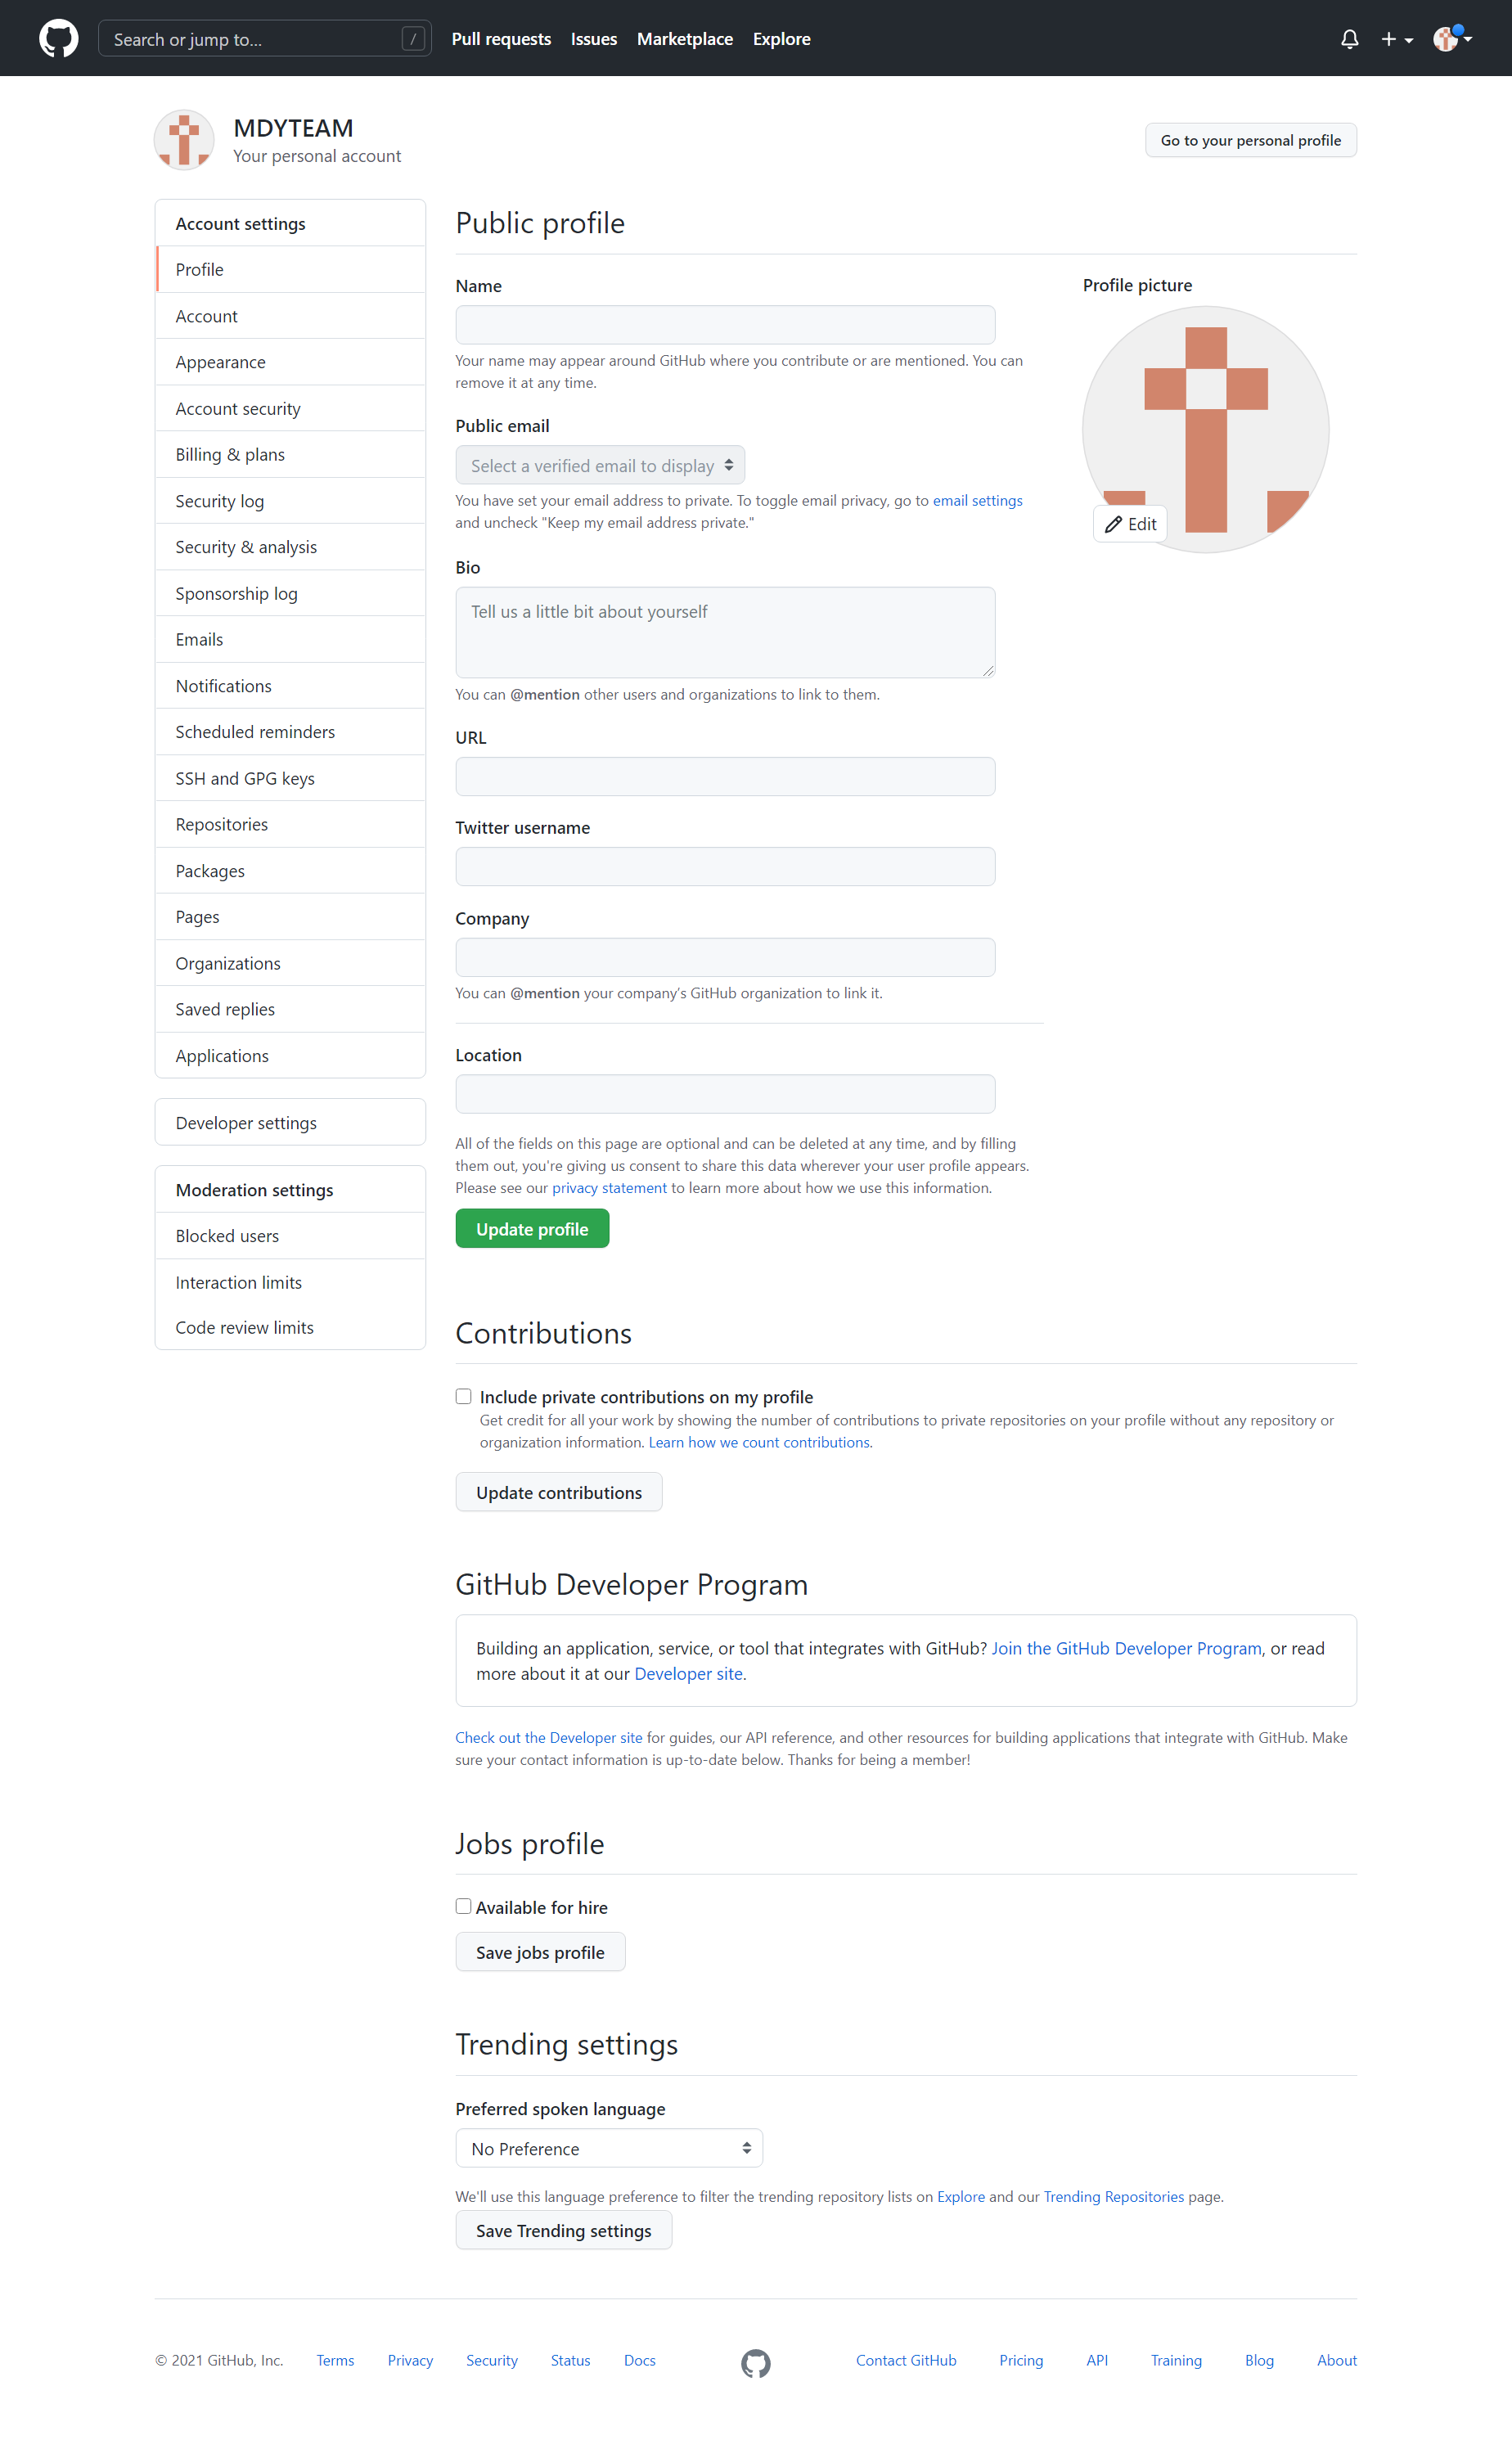 Search or jump to...
/
Pull requests
Issues
Marketplace
Explore
MDYTEAM
Your personal account
Go to your personal profile
Account settings
Profile
Account
Appearance
Account security
Billing & plans
Security log
Security & analysis
Sponsorship log
Emails
Notifications
Scheduled reminders
SSH and GPG keys
Repositories
Packages
Pages
Organizations
Saved replies
Applications
Developer settings
Moderation settings
Blocked users
Interaction limits
Code review limits
Public profile
Name
Your name may appear around GitHub where you contribute or are mentioned. You can
remove it at any time.
Public email
Select a verified email to display
You have set your email address to private. To toggle email privacy, go to email settings
and uncheck "Keep my email address private."
Bio
Tell us a little bit about yourself
You can @mention other users and organizations to link to them.
URL
Twitter username
Company
You can @mention your company's GitHub organization to link it.
Location
All of the fields on this page are optional and can be deleted at any time, and by filling
them out, you're giving us consent to share this data wherever your user profile appears.
Please see our privacy statement to learn more about how we use this information.
Update profile
Profile picture
Edit
Contributions
Include private contributions on my profile
Get credit for all your work by showing the number of contributions to private repositories on your profile without any repository or
organization information. Learn how we count contributions.
Update contributions
GitHub Developer Program
Building an application, service, or tool that integrates with GitHub? Join the GitHub Developer Program, or read
more about it at our Developer site.
Check out the Developer site for guides, our API reference, and other resources for building applications that integrate with GitHub. Make
sure your contact information is up-to-date below. Thanks for being a member!
Jobs profile
Available for hire
Save jobs profile
Trending settings
Preferred spoken language
No Preference
We'll use this language preference to filter the trending repository lists on Explore and our Trending Repositories page.
Save Trending settings
© 2021 GitHub, Inc.
Terms
Privacy
Security
Status
Docs
Contact GitHub
Pricing
API
Training
Blog
About